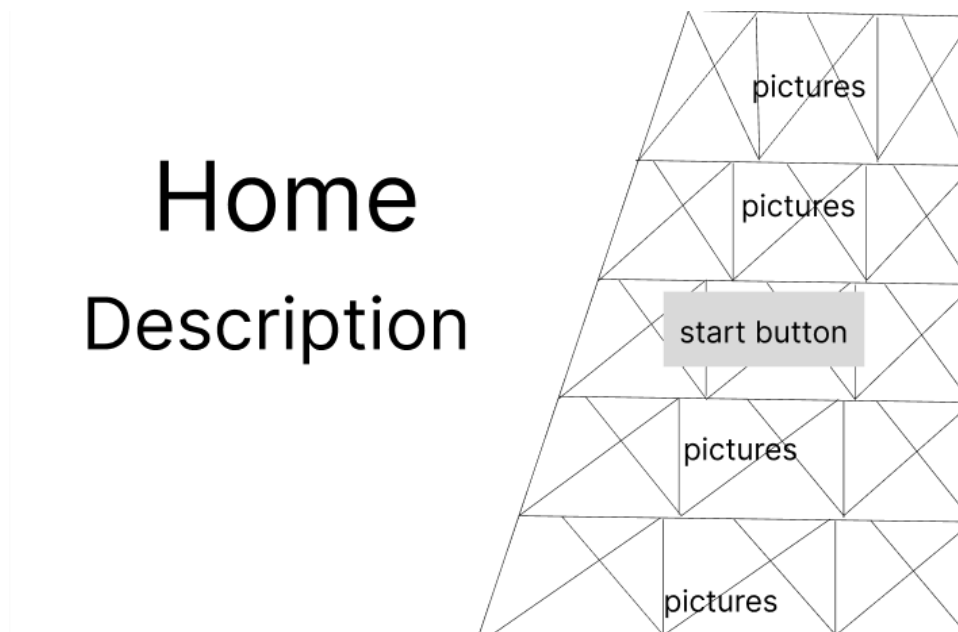 Home
Description
pictures
pictures
start button
pictures
pictures